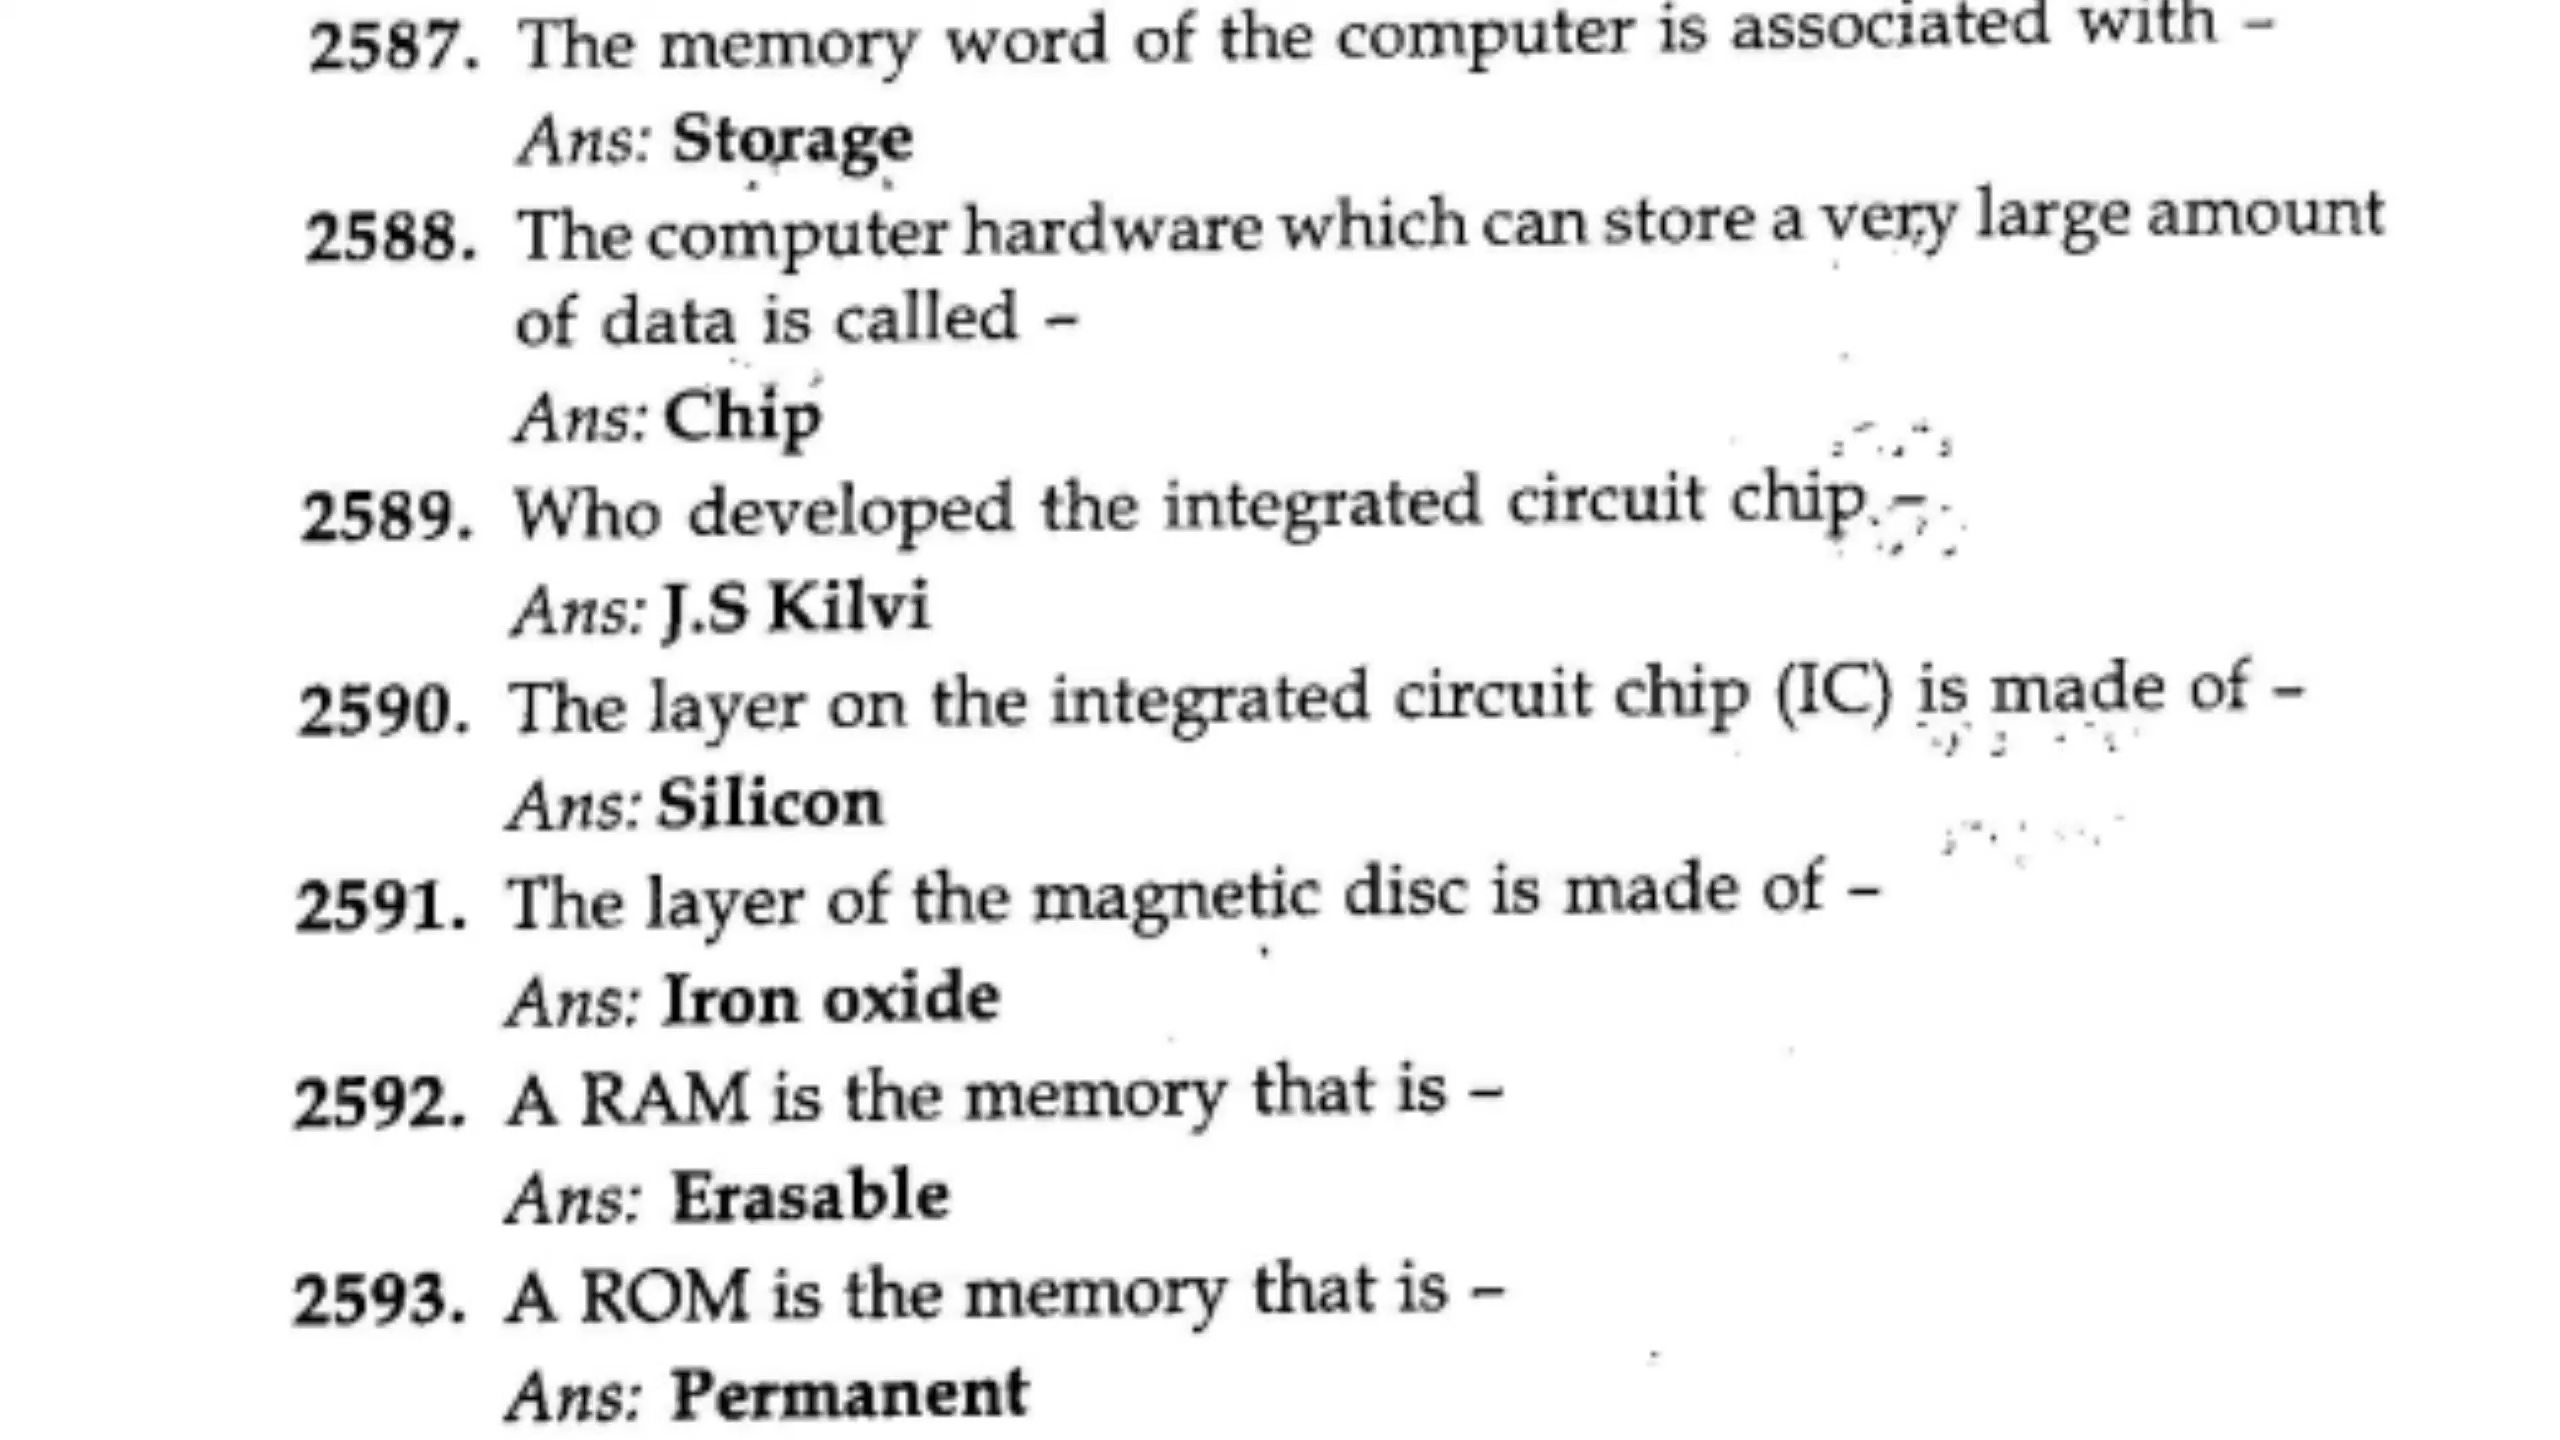 2587. The memory word of the computer is associated with –
Ans: Storage
2588. The computer hardware which can store a very large amount
of data is called –
Ans: Chip
2589. Who developed the integrated circuit chip. –
Ans: J.S Kilvi
2590. The layer on the integrated circuit chip (IC) is made of –
Ans: Silicon
2591. The layer of the magnetic disc is made of –
Ans: Iron oxide
2592. A RAM is the memory that is –
Ans: Erasable
2593. A ROM is the memory that is –
Ans: Permanent